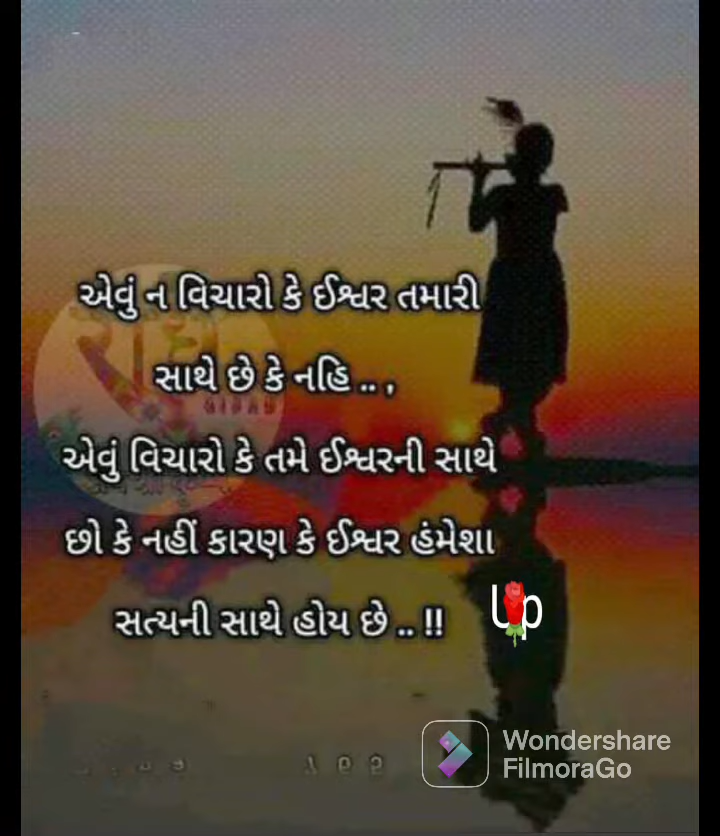 એવું ન વિચારો કે ઈશ્વર તમારી
સાથે છે કે નહિ .. ,
એવું વિચારો કે તમે ઈશ્વરની સાથે
છો કે નહીં કારણ કે ઈશ્વર હંમેશા
સત્યની સાથે હોય છે .. !!
Up
Wondershare
FilmoraGo